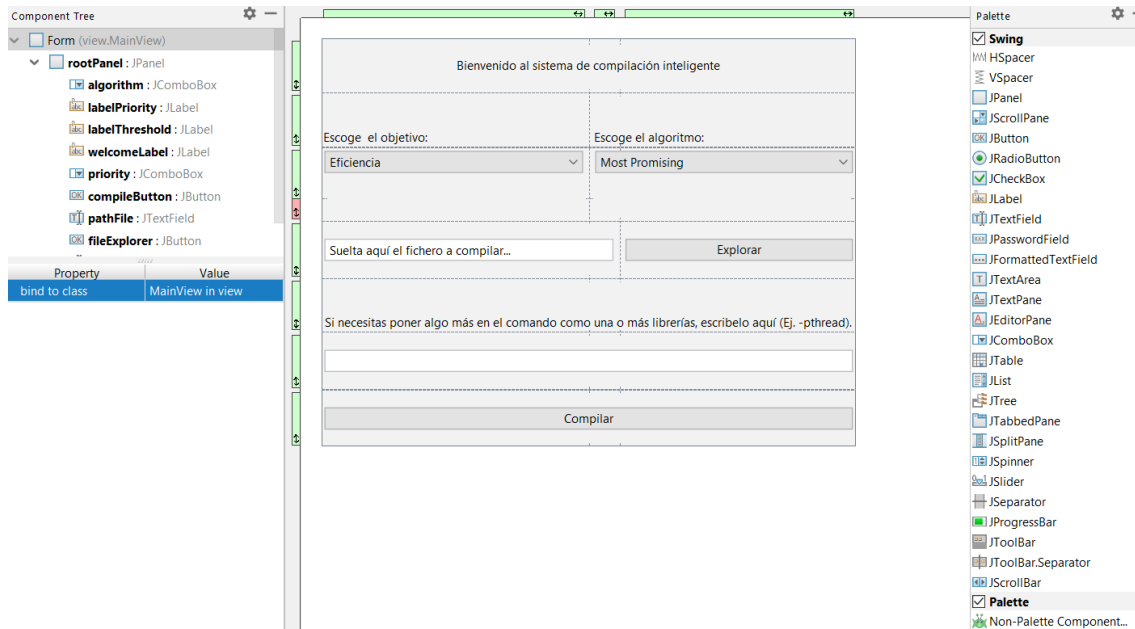 Component Tree
Form (view.MainView)
rootPanel : JPanel
algorithm : JComboBox
labelPriority : JLabel
labelThreshold : JLabel
welcomeLabel : JLabel
priority : JComboBox
compileButton : JButton
pathFile : JTextField
fileExplorer : JButton
Property Value
bind to class MainView in view
Bienvenido al sistema de compilación inteligente
Escoge el objetivo: Escoge el algoritmo:
Eficiencia Most Promising
Suelta aquí el fichero a compilar... Explorar
Si necesitas poner algo más en el comando como una o más librerías, escribelo aquí (Ej. -pthread).
Compilar
Palette
Swing
HSpacer
VSpacer
JPanel
JScrollPane
JButton
JRadioButton
JCheckBox
JLabel
JTextField
JPasswordField
JFormattedTextField
JTextArea
JTextPane
JEditorPane
JComboBox
JTable
JList
JTree
JTabbedPane
JSplitPane
JSpinner
JSlider
JSeparator
JProgressBar
JToolBar
JToolBar.Separator
JScrollBar
Palette
Non-Palette Component...